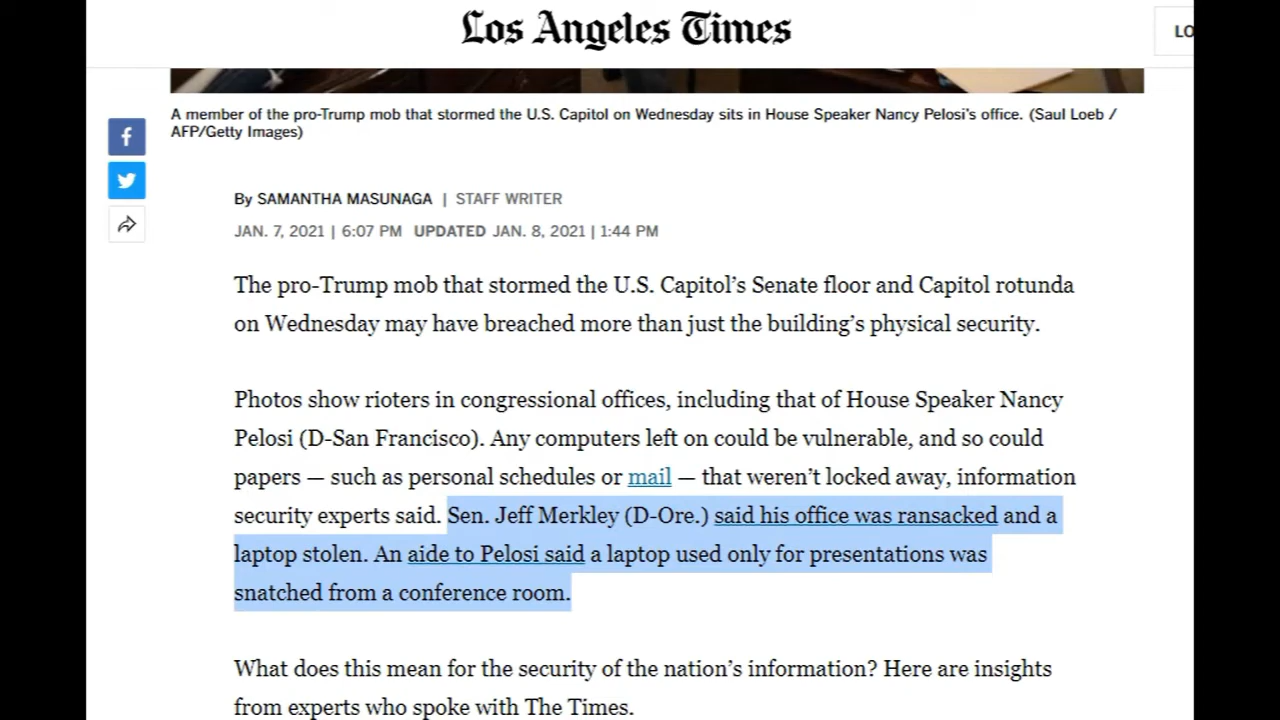 Los Angeles Times
LO
A member of the pro-Trump mob that stormed the U.S. Capitol on Wednesday sits in House Speaker Nancy Pelosi's office. (Saul Loeb /
AFP/Getty Images)
By SAMANTHA MASUNAGA | STAFF WRITER
JAN. 7, 2021 | 6:07 PM UPDATED JAN. 8, 2021 | 1:44 PM
The pro-Trump mob that stormed the U.S. Capitol’s Senate floor and Capitol rotunda
on Wednesday may have breached more than just the building’s physical security.
Photos show rioters in congressional offices, including that of House Speaker Nancy
Pelosi (D-San Francisco). Any computers left on could be vulnerable, and so could
papers — such as personal schedules or mail — that weren’t locked away, information
security experts said. Sen. Jeff Merkley (D-Ore.) said his office was ransacked and a
laptop stolen. An aide to Pelosi said a laptop used only for presentations was
snatched from a conference room.
What does this mean for the security of the nation’s information? Here are insights
from experts who spoke with The Times.